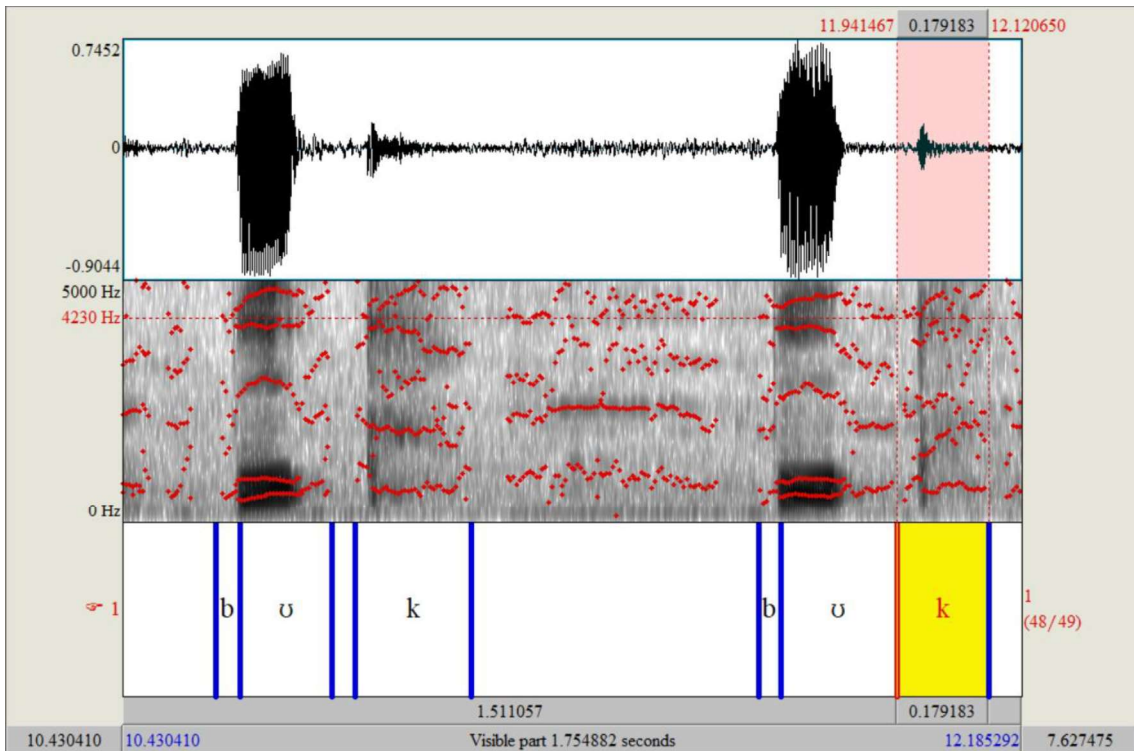 11.941467 0.179183 12.120650
0.7452
0
-0.9044
5000 Hz
4230 Hz
0 Hz
☞ 1 b ʊ k b ʊ k 1
(48/49)
1.511057 0.179183
10.430410 10.430410 Visible part 1.754882 seconds 12.185292 7.627475